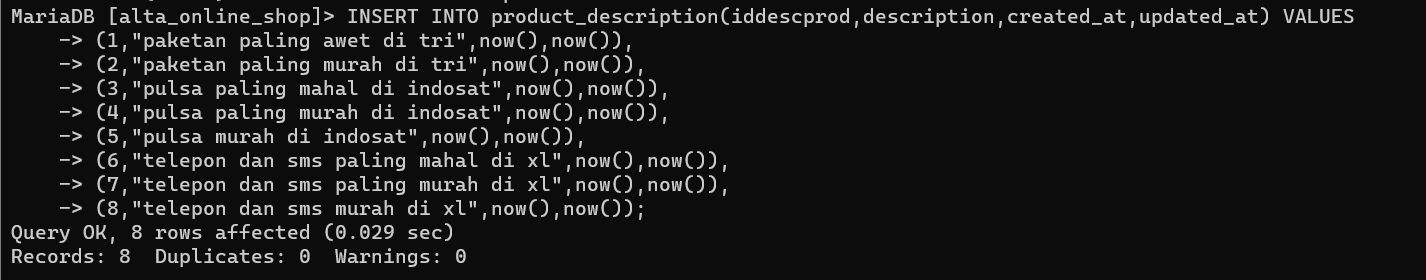 MariaDB [alta_online_shop]> INSERT INTO product_description(iddescprod,description,created_at,updated_at) VALUES
    -> (1,"paketan paling awet di tri",now(),now()),
    -> (2,"paketan paling murah di tri",now(),now()),
    -> (3,"pulsa paling mahal di indosat",now(),now()),
    -> (4,"pulsa paling murah di indosat",now(),now()),
    -> (5,"pulsa murah di indosat",now(),now()),
    -> (6,"telepon dan sms paling mahal di xl",now(),now()),
    -> (7,"telepon dan sms paling murah di xl",now(),now()),
    -> (8,"telepon dan sms murah di xl",now(),now());
Query OK, 8 rows affected (0.029 sec)
Records: 8  Duplicates: 0  Warnings: 0